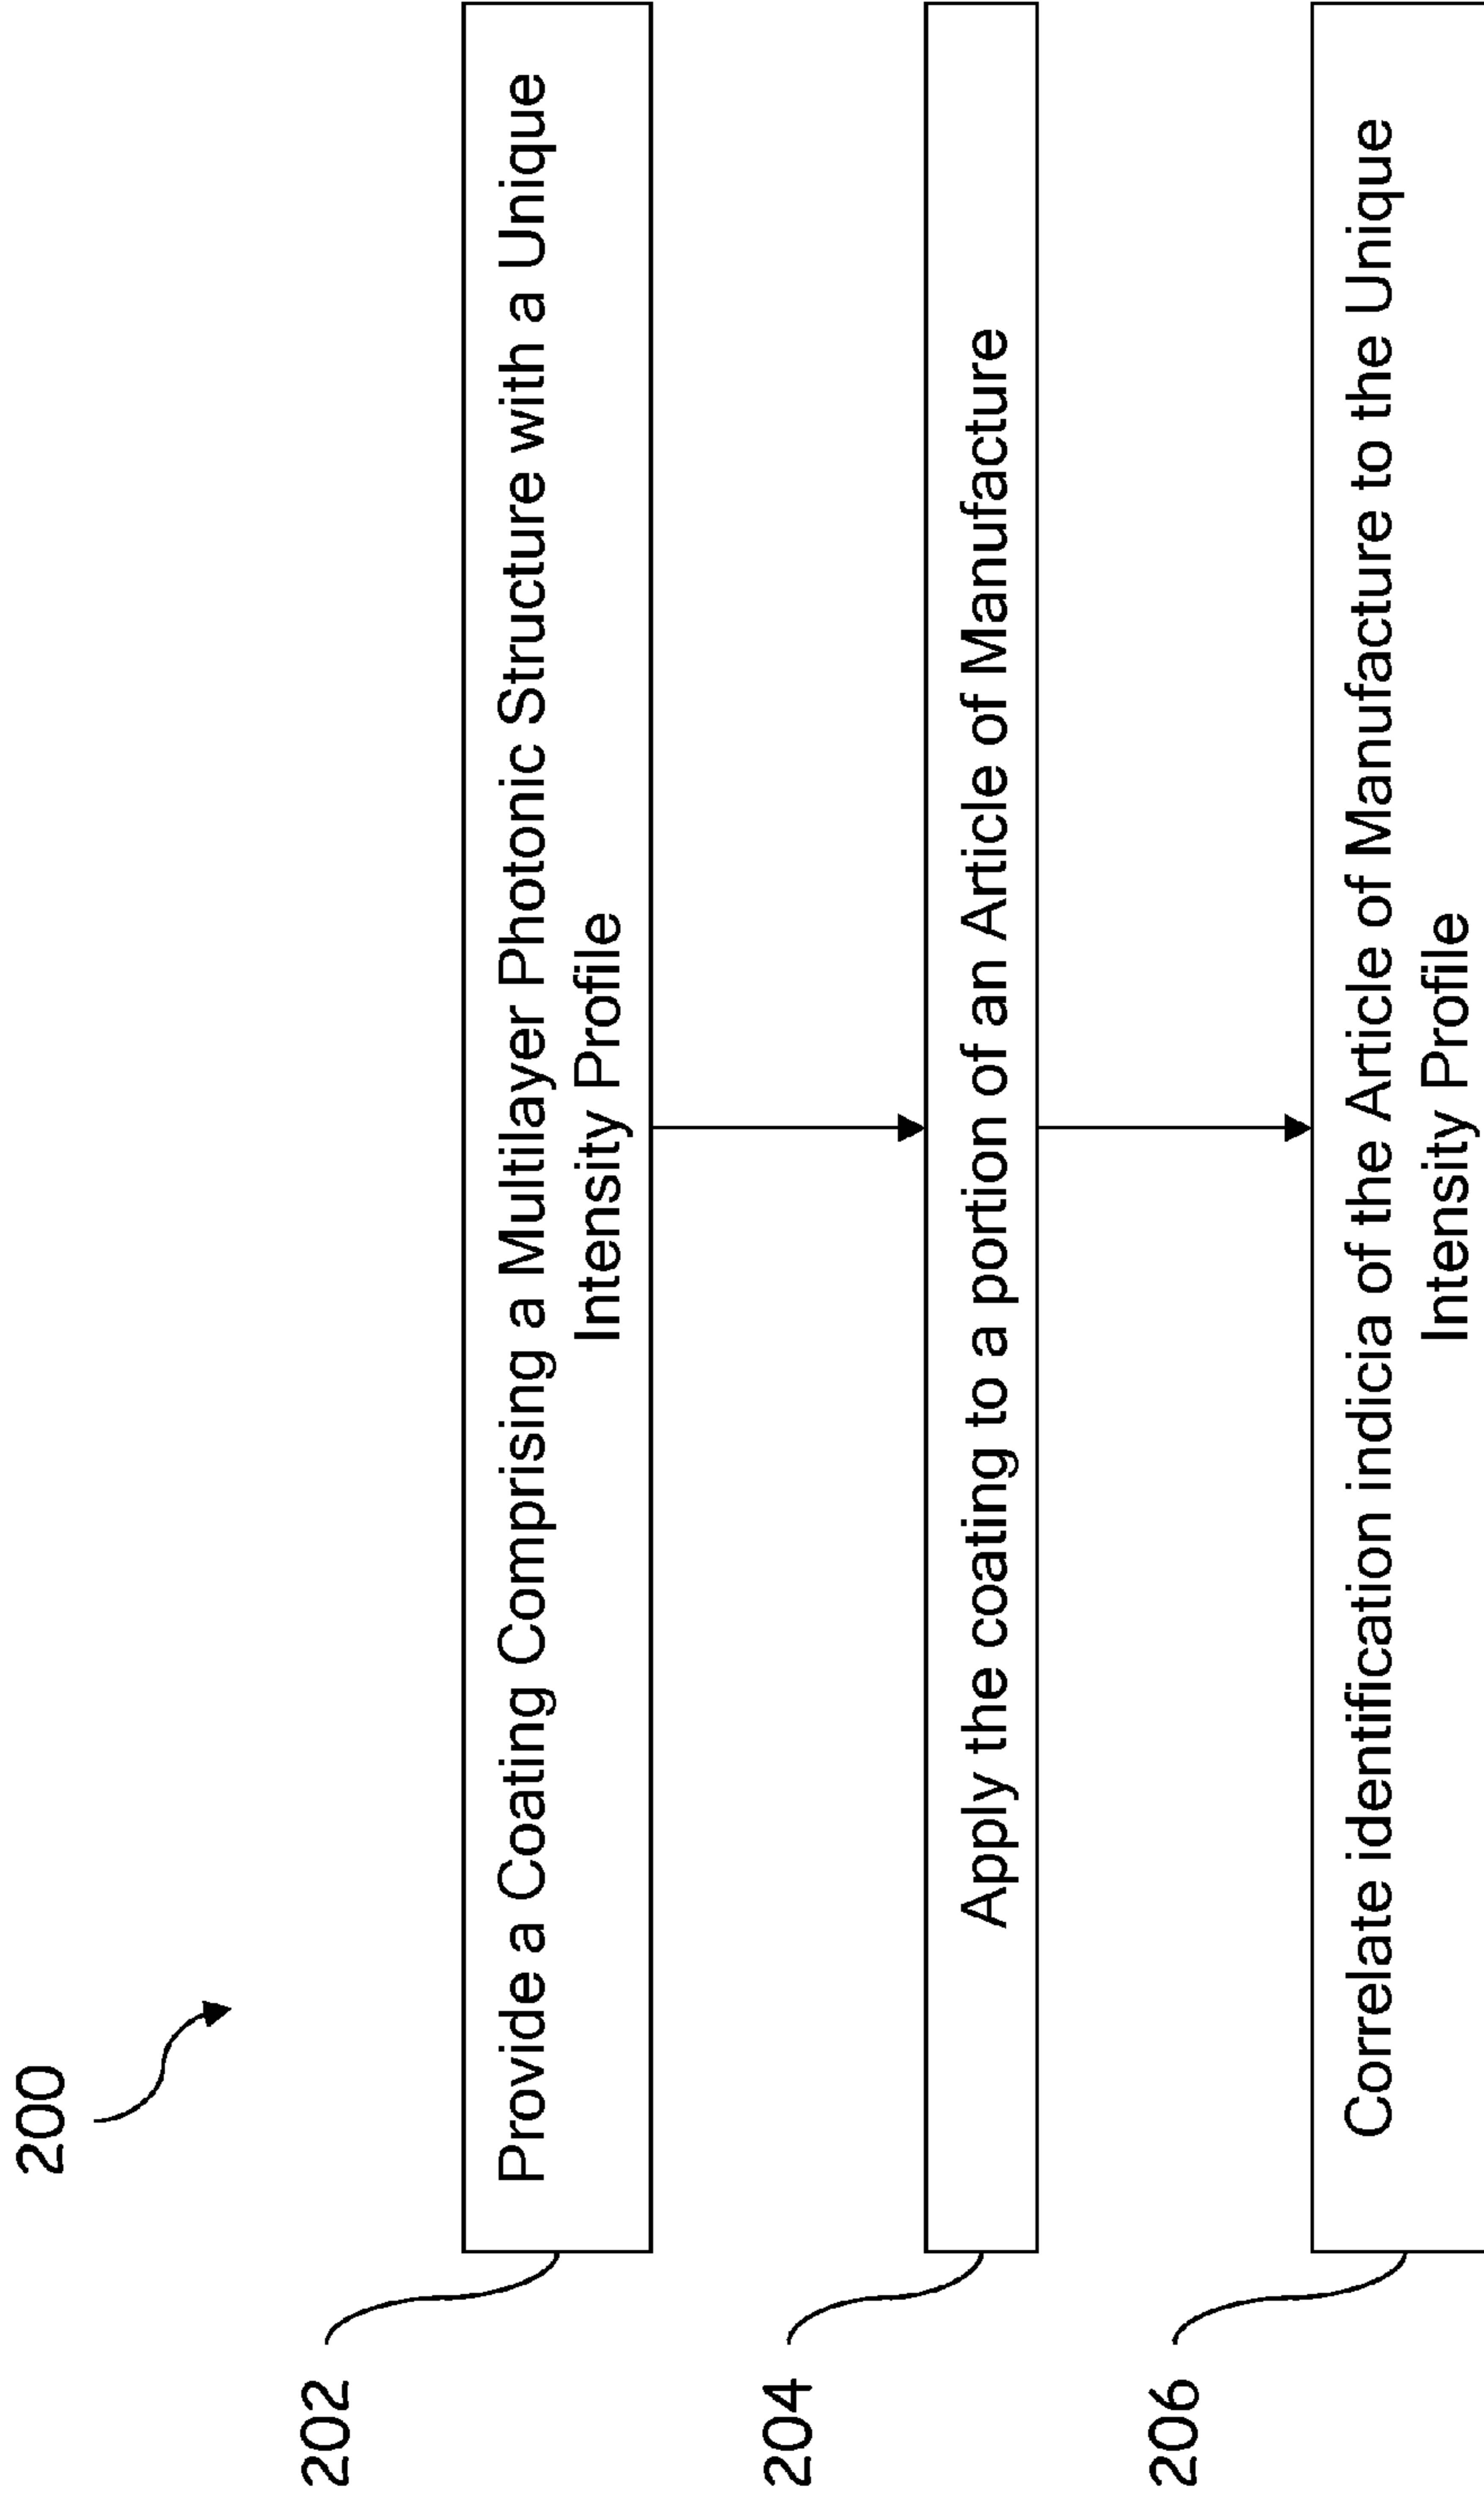 200
202
Provide a Coating Comprising a Multilayer Photonic Structure with a Unique
Intensity Profile
204
Apply the coating to a portion of an Article of Manufacture
206
Correlate identification indicia of the Article of Manufacture to the Unique
Intensity Profile